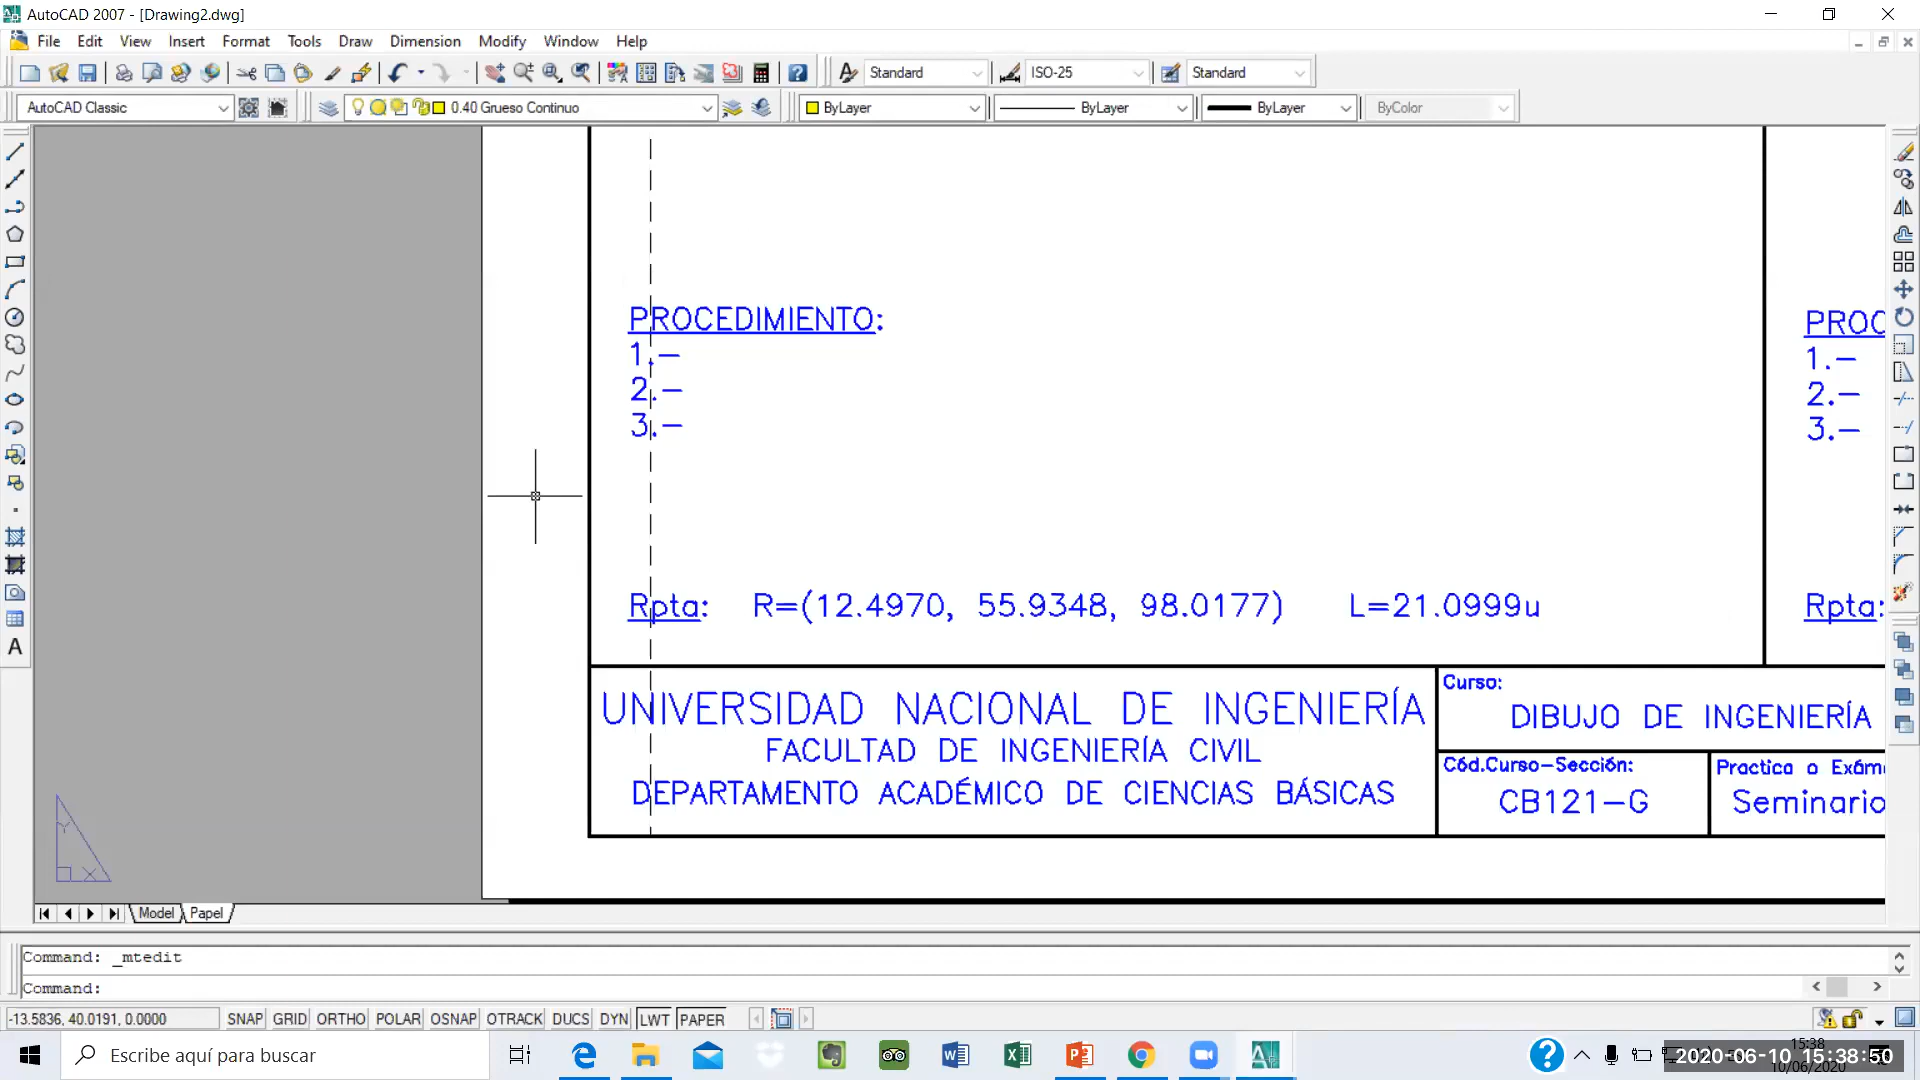 AutoCAD 2007 - [Drawing2.dwg]
File Edit View Insert Format Tools Draw Dimension Modify Window Help
Standard ISO-25 Standard
AutoCAD Classic 0.40 Grueso Continuo ByLayer ByLayer ByLayer ByColor
PROCEDIMIENTO:
1.-
2.-
3.-
PROC
1.-
2.-
3.-
Rpta: R=(12.4970, 55.9348, 98.0177) L=21.0999u
Rpta:
UNIVERSIDAD NACIONAL DE INGENIERÍA
FACULTAD DE INGENIERÍA CIVIL
DEPARTAMENTO ACADÉMICO DE CIENCIAS BÁSICAS
Curso:
DIBUJO DE INGENIERÍA
Cód.Curso-Sección:
CB121-G
Practica o Exám
Seminario
Y
X
Model Papel
Command: _mtedit
Command:
-13.5836, 40.0191, 0.0000 SNAP GRID ORTHO POLAR OSNAP OTRACK DUCS DYN LWT PAPER
Escribe aquí para buscar
15:38
2020-06-10 15:38:50
10/06/2020